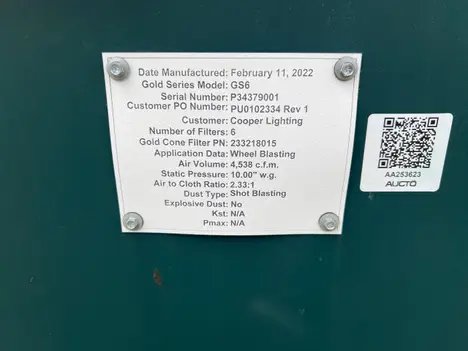 Date Manufactured: February 11, 2022
Gold Series Model: GS6
Serial Number: P34379001
Customer PO Number: PU0102334 Rev 1
Customer: Cooper Lighting
Number of Filters: 6
Gold Cone Filter PN: 233218015
Application Data: Wheel Blasting
Air Volume: 4,538 c.f.m.
Static Pressure: 10.00" w.g.
Air to Cloth Ratio: 2.33:1
Dust Type: Shot Blasting
Explosive Dust: No
Kst: N/A
Pmax: N/A
AA253623
AUCTO